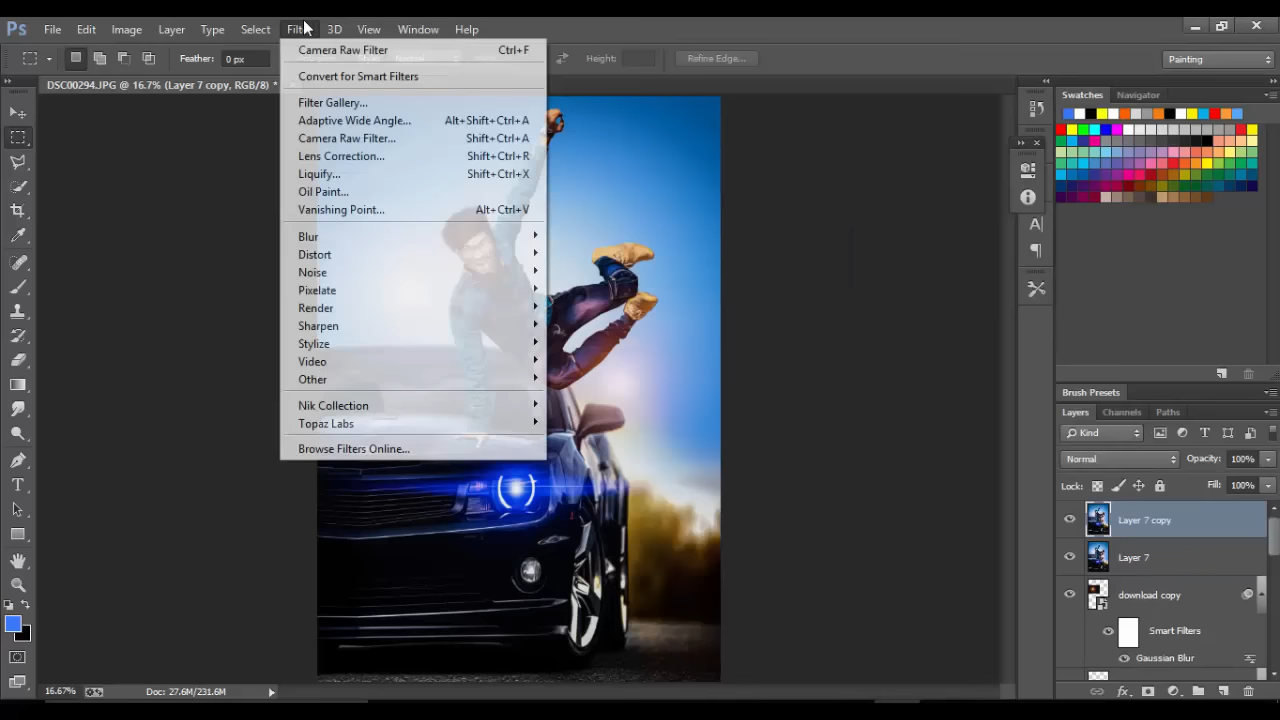 Ps File Edit Image Layer Type Select Filt 3D View Window Help
Feather: 0 px Height: Refine Edge... Painting
DSC00294.JPG @ 16.7% (Layer 7 copy, RGB/8) *
Camera Raw Filter Ctrl+F
Convert for Smart Filters
Filter Gallery...
Adaptive Wide Angle... Alt+Shift+Ctrl+A
Camera Raw Filter... Shift+Ctrl+A
Lens Correction... Shift+Ctrl+R
Liquify... Shift+Ctrl+X
Oil Paint...
Vanishing Point... Alt+Ctrl+V
Blur
Distort
Noise
Pixelate
Render
Sharpen
Stylize
Video
Other
Nik Collection
Topaz Labs
Browse Filters Online...
Swatches Navigator
Brush Presets
Layers Channels Paths
Kind
Normal Opacity: 100%
Lock: Fill: 100%
Layer 7 copy
Layer 7
download copy
Smart Filters
Gaussian Blur
16.67% Doc: 27.6M/231.6M